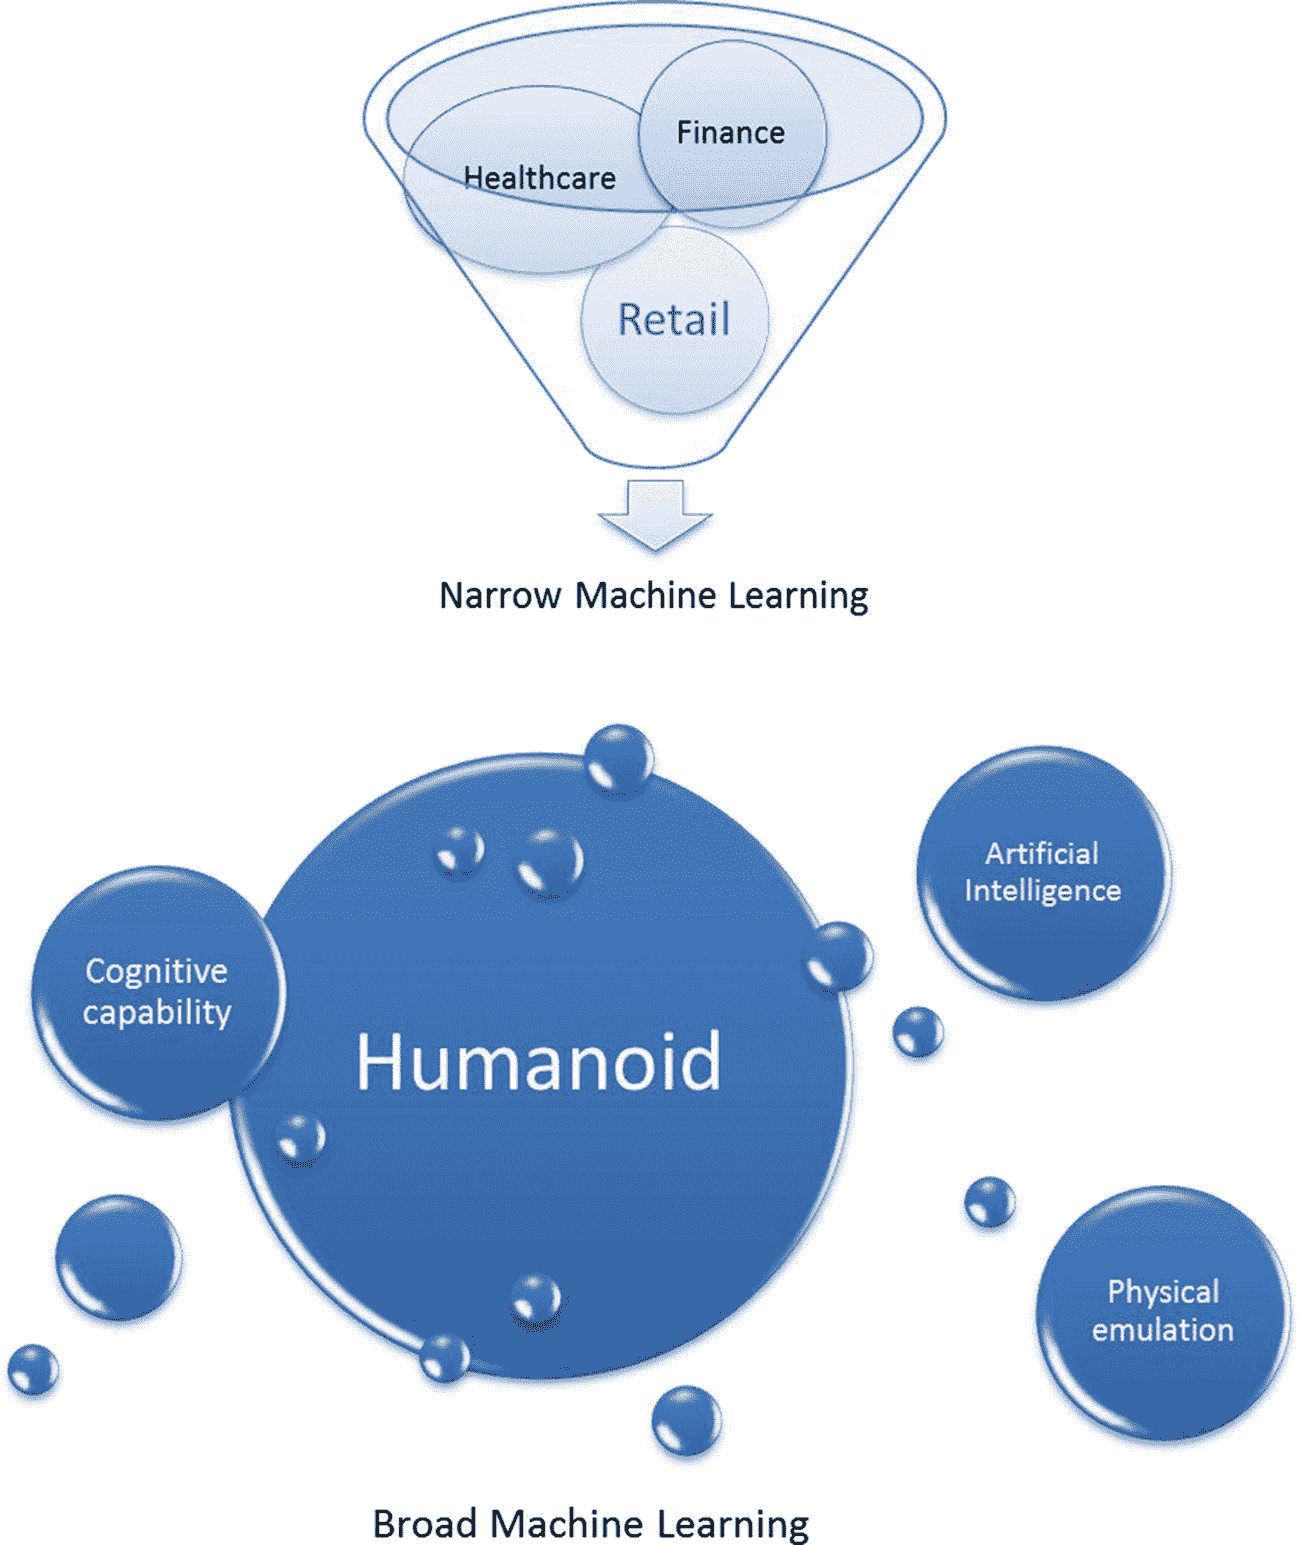 Finance
Healthcare
Retail
Narrow Machine Learning
Artificial
Intelligence
Cognitive
capability
Humanoid
Physical
emulation
Broad Machine Learning